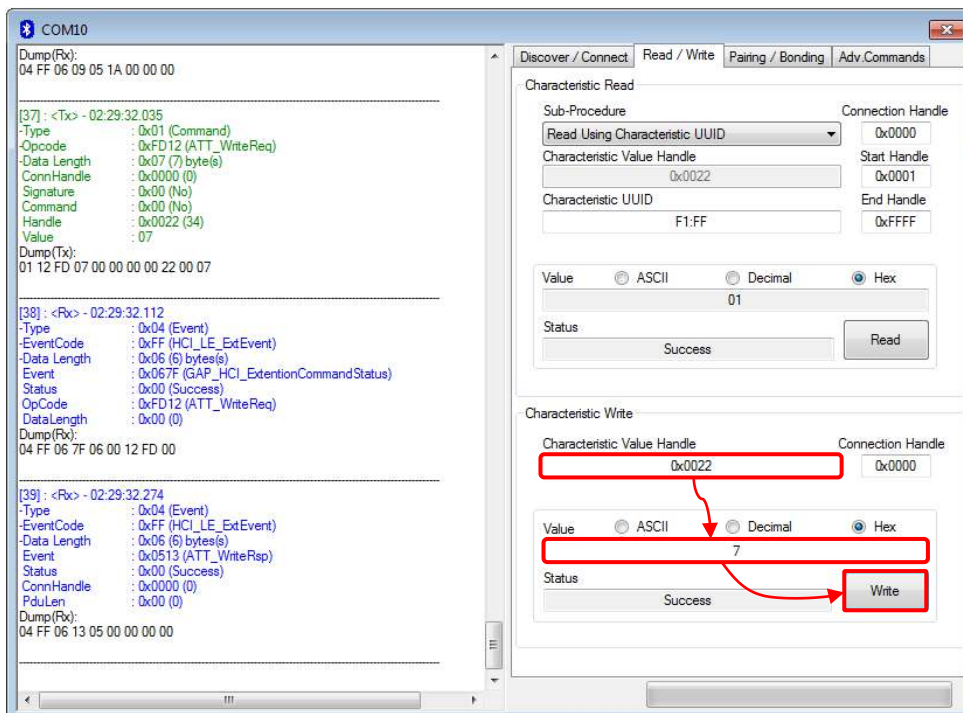 COM10
Dump(Rx):
04 FF 06 09 05 1A 00 00 00
[37] : <Tx> - 02:29:32.035
-Type : 0x01 (Command)
-Opcode : 0xFD12 (ATT_WriteReq)
-Data Length : 0x07 (7) byte(s)
ConnHandle : 0x0000 (0)
Signature : 0x00 (No)
Command : 0x00 (No)
Handle : 0x0022 (34)
Value : 07
Dump(Tx):
01 12 FD 07 00 00 00 00 22 00 07
[38] : <Rx> - 02:29:32.112
-Type : 0x04 (Event)
-EventCode : 0xFF (HCI_LE_ExtEvent)
-Data Length : 0x06 (6) bytes(s)
Event : 0x067F (GAP_HCI_ExtentionCommandStatus)
Status : 0x00 (Success)
OpCode : 0xFD12 (ATT_WriteReq)
DataLength : 0x00 (0)
Dump(Rx):
04 FF 06 7F 06 00 12 FD 00
[39] : <Rx> - 02:29:32.274
-Type : 0x04 (Event)
-EventCode : 0xFF (HCI_LE_ExtEvent)
-Data Length : 0x06 (6) bytes(s)
Event : 0x0513 (ATT_WriteRsp)
Status : 0x00 (Success)
ConnHandle : 0x0000 (0)
PduLen : 0x00 (0)
Dump(Rx):
04 FF 06 13 05 00 00 00 00
Discover / Connect Read / Write Pairing / Bonding Adv.Commands
Characteristic Read
Sub-Procedure Connection Handle
Read Using Characteristic UUID 0x0000
Characteristic Value Handle Start Handle
0x0022 0x0001
Characteristic UUID End Handle
F1:FF 0xFFFF
Value ASCII Decimal Hex
01
Status
Success Read
Characteristic Write
Characteristic Value Handle Connection Handle
0x0022 0x0000
Value ASCII Decimal Hex
7
Status
Success Write